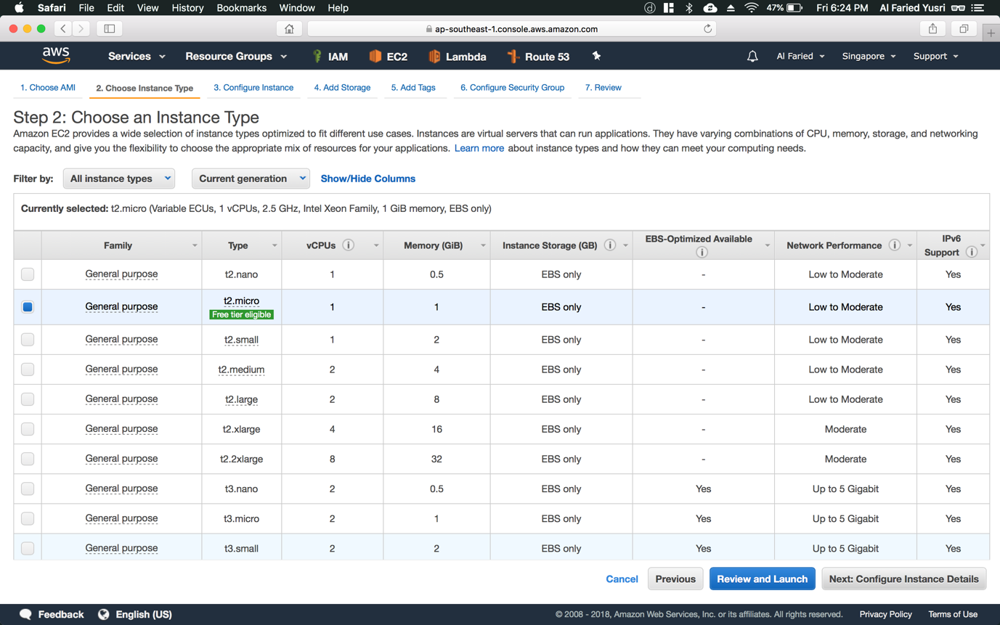 Safari File Edit View History Bookmarks Window Help 47% Fri 6:24 PM Al Faried Yusri
ap-southeast-1.console.aws.amazon.com
aws Services Resource Groups IAM EC2 Lambda Route 53 Al Faried Singapore Support
1. Choose AMI 2. Choose Instance Type 3. Configure Instance 4. Add Storage 5. Add Tags 6. Configure Security Group 7. Review
Step 2: Choose an Instance Type
Amazon EC2 provides a wide selection of instance types optimized to fit different use cases. Instances are virtual servers that can run applications. They have varying combinations of CPU, memory, storage, and networking
capacity, and give you the flexibility to choose the appropriate mix of resources for your applications. Learn more about instance types and how they can meet your computing needs.
Filter by: All instance types Current generation Show/Hide Columns
Currently selected: t2.micro (Variable ECUs, 1 vCPUs, 2.5 GHz, Intel Xeon Family, 1 GiB memory, EBS only)
Family Type vCPUs i Memory (GiB) Instance Storage (GB) i EBS-Optimized Available i Network Performance i IPv6 Support i
General purpose t2.nano 1 0.5 EBS only - Low to Moderate Yes
General purpose t2.micro Free tier eligible 1 1 EBS only - Low to Moderate Yes
General purpose t2.small 1 2 EBS only - Low to Moderate Yes
General purpose t2.medium 2 4 EBS only - Low to Moderate Yes
General purpose t2.large 2 8 EBS only - Low to Moderate Yes
General purpose t2.xlarge 4 16 EBS only - Moderate Yes
General purpose t2.2xlarge 8 32 EBS only - Moderate Yes
General purpose t3.nano 2 0.5 EBS only Yes Up to 5 Gigabit Yes
General purpose t3.micro 2 1 EBS only Yes Up to 5 Gigabit Yes
General purpose t3.small 2 2 EBS only Yes Up to 5 Gigabit Yes
Cancel Previous Review and Launch Next: Configure Instance Details
Feedback English (US) © 2008 - 2018, Amazon Web Services, Inc. or its affiliates. All rights reserved. Privacy Policy Terms of Use